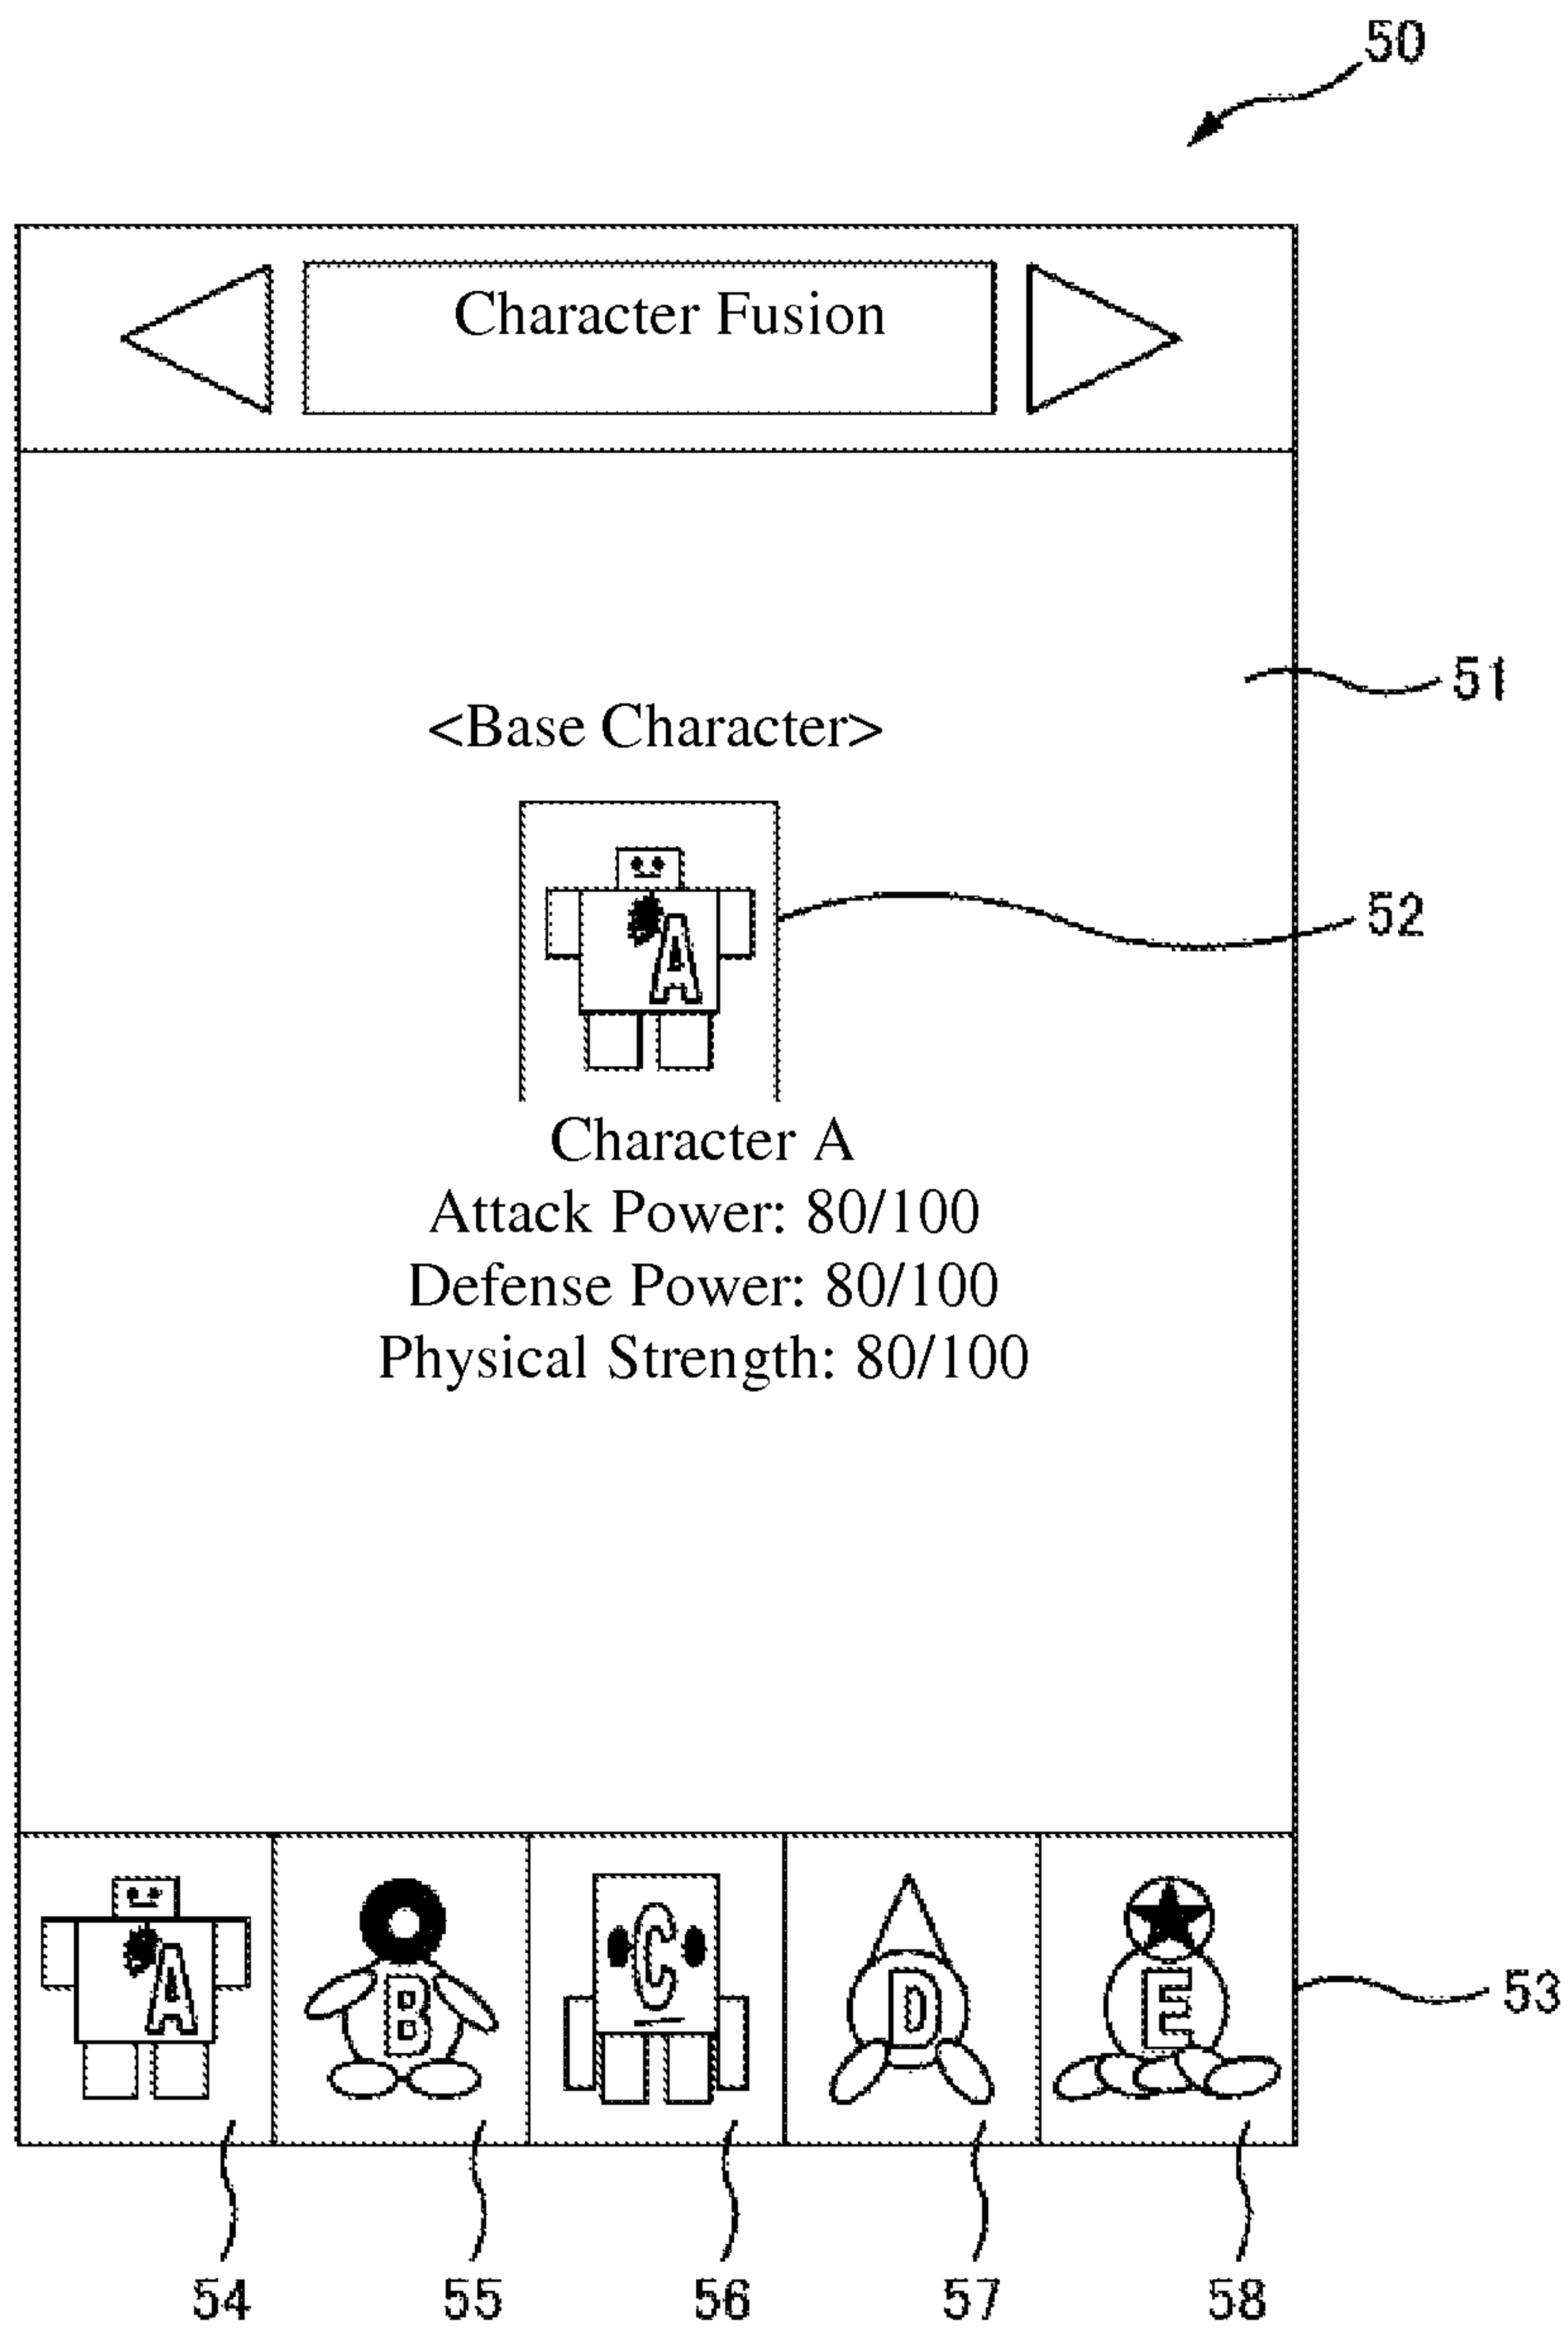 50
Character Fusion
51
<Base Character>
A
52
Character A
Attack Power: 80/100
Defense Power: 80/100
Physical Strength: 80/100
A B C D E
53
54 55 56 57 58